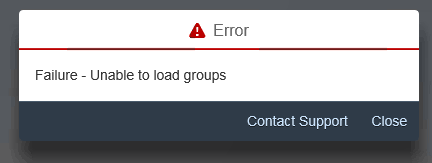 Error
Failure - Unable to load groups
Contact Support Close